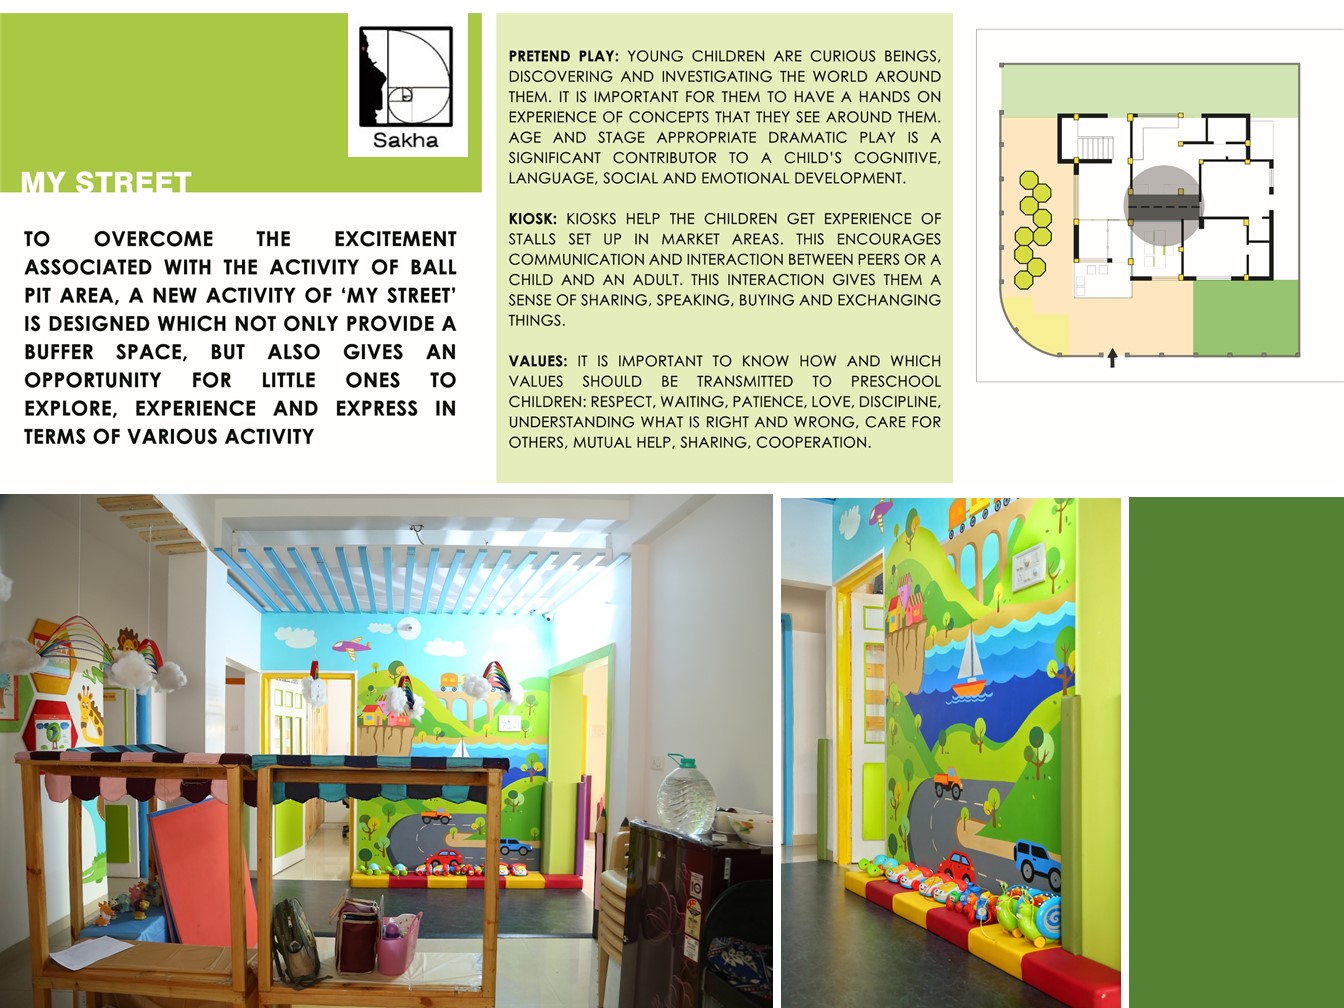 Sakha
MY STREET
TO OVERCOME THE EXCITEMENT
ASSOCIATED WITH THE ACTIVITY OF BALL
PIT AREA, A NEW ACTIVITY OF ‘MY STREET’
IS DESIGNED WHICH NOT ONLY PROVIDE A
BUFFER SPACE, BUT ALSO GIVES AN
OPPORTUNITY FOR LITTLE ONES TO
EXPLORE, EXPERIENCE AND EXPRESS IN
TERMS OF VARIOUS ACTIVITY
PRETEND PLAY: YOUNG CHILDREN ARE CURIOUS BEINGS,
DISCOVERING AND INVESTIGATING THE WORLD AROUND
THEM. IT IS IMPORTANT FOR THEM TO HAVE A HANDS ON
EXPERIENCE OF CONCEPTS THAT THEY SEE AROUND THEM.
AGE AND STAGE APPROPRIATE DRAMATIC PLAY IS A
SIGNIFICANT CONTRIBUTOR TO A CHILD’S COGNITIVE,
LANGUAGE, SOCIAL AND EMOTIONAL DEVELOPMENT.
KIOSK: KIOSKS HELP THE CHILDREN GET EXPERIENCE OF
STALLS SET UP IN MARKET AREAS. THIS ENCOURAGES
COMMUNICATION AND INTERACTION BETWEEN PEERS OR A
CHILD AND AN ADULT. THIS INTERACTION GIVES THEM A
SENSE OF SHARING, SPEAKING, BUYING AND EXCHANGING
THINGS.
VALUES: IT IS IMPORTANT TO KNOW HOW AND WHICH
VALUES SHOULD BE TRANSMITTED TO PRESCHOOL
CHILDREN: RESPECT, WAITING, PATIENCE, LOVE, DISCIPLINE,
UNDERSTANDING WHAT IS RIGHT AND WRONG, CARE FOR
OTHERS, MUTUAL HELP, SHARING, COOPERATION.